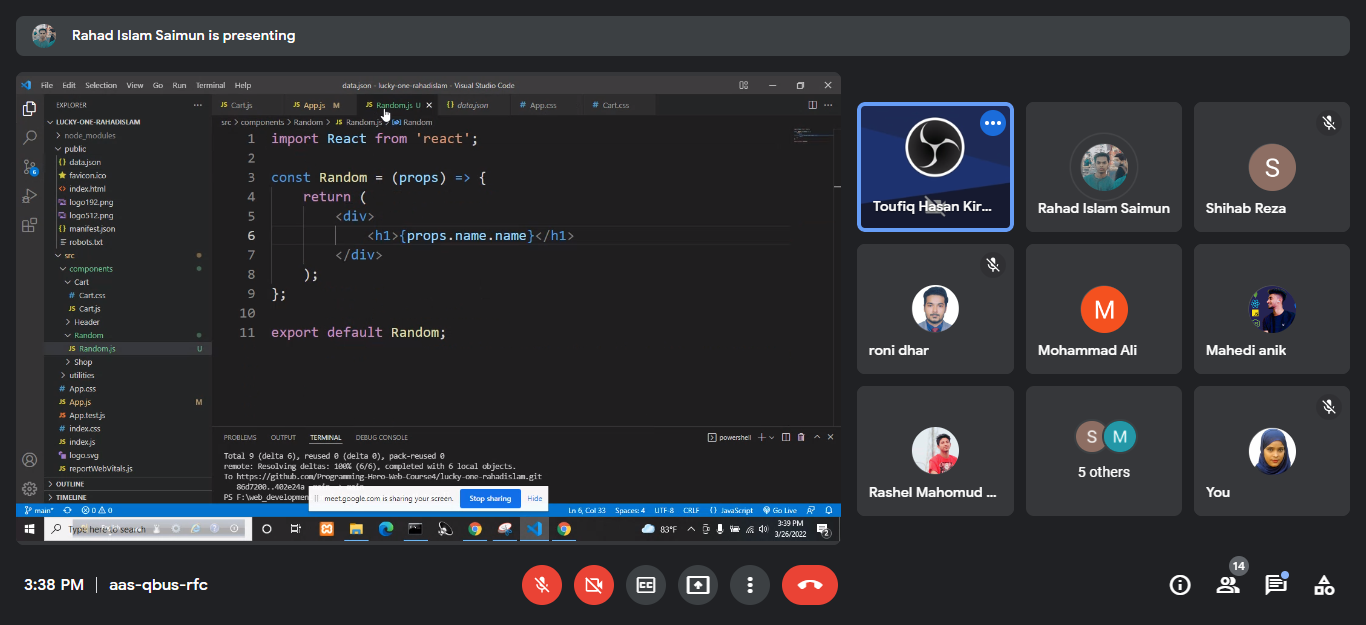 Rahad Islam Saimun is presenting
File Edit Selection View Go Run Terminal Help
data.json - lucky-one-rahadislam - Visual Studio Code
EXPLORER
LUCKY-ONE-RAHADISLAM
node_modules
public
data.json
favicon.ico
index.html
logo192.png
logo512.png
manifest.json
robots.txt
src
components
Cart
Cart.css
Cart.js
Header
Random
Random.js U
Shop
utilities
App.css
App.js M
App.test.js
index.css
index.js
logo.svg
reportWebVitals.js
OUTLINE
TIMELINE
Cart.js App.js M Random.js U data.json App.css Cart.css
src > components > Random > Random.js > Random
1 import React from 'react';
2
3 const Random = (props) => {
4 return (
5 <div>
6 <h1>{props.name.name}</h1>
7 </div>
8 );
9 };
10
11 export default Random;
PROBLEMS OUTPUT TERMINAL DEBUG CONSOLE
powershell
Total 9 (delta 6), reused 0 (delta 0), pack-reused 0
remote: Resolving deltas: 100% (6/6), completed with 6 local objects.
To https://github.com/Programming-Hero-Web-Course4/lucky-one-rahadislam.git
86d7200..402e24a
PS F:\web_developmen
meet.google.com is sharing your screen.
Stop sharing
Hide
main* 0 0
Ln 6, Col 33 Spaces: 4 UTF-8 CRLF {} JavaScript Go Live
Type here to search
83°F
3:39 PM
3/26/2022
2
Toufiq Hasan Kir...
Rahad Islam Saimun
S
Shihab Reza
roni dhar
M
Mohammad Ali
Mahedi anik
Rashel Mahomud ...
S M
5 others
You
3:38 PM | aas-qbus-rfc
14